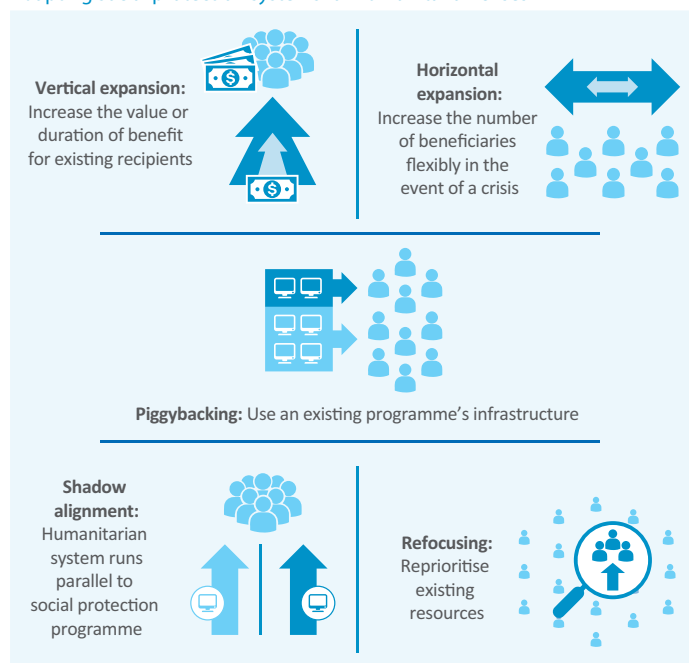 Vertical expansion:
Increase the value or
duration of benefit
for existing recipients
Horizontal
expansion:
Increase the number
of beneficiaries
flexibly in the
event of a crisis
Piggybacking: Use an existing programme's infrastructure
Shadow
alignment:
Humanitarian
system runs
parallel to
social protection
programme
Refocusing:
Reprioritise
existing
resources